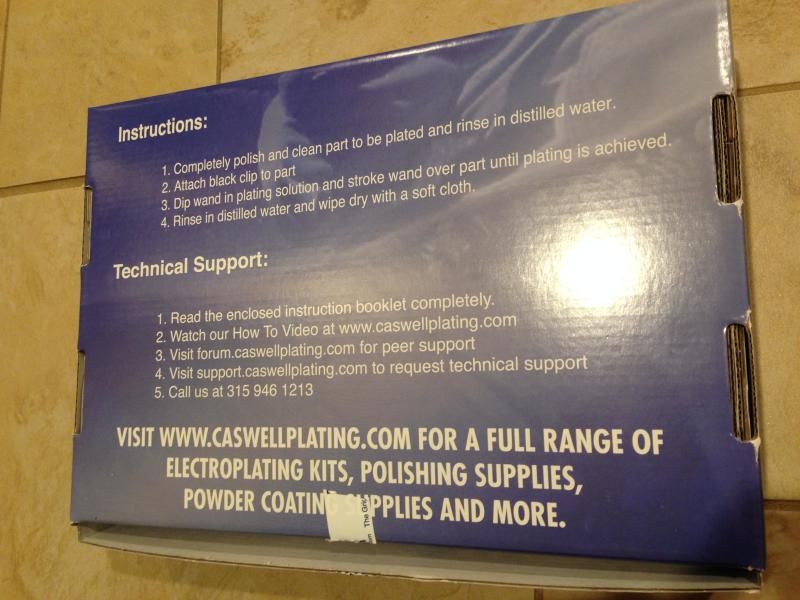 Instructions:
1. Completely polish and clean part to be plated and rinse in distilled water.
2. Attach black clip to part
3. Dip wand in plating solution and stroke wand over part until plating is achieved.
4. Rinse in distilled water and wipe dry with a soft cloth.
Technical Support:
1. Read the enclosed instruction booklet completely.
2. Watch our How To Video at www.caswellplating.com
3. Visit forum.caswellplating.com for peer support
4. Visit support.caswellplating.com to request technical support
5. Call us at 315 946 1213
VISIT WWW.CASWELLPLATING.COM FOR A FULL RANGE OF
ELECTROPLATING KITS, POLISHING SUPPLIES,
POWDER COATING SUPPLIES AND MORE.
The